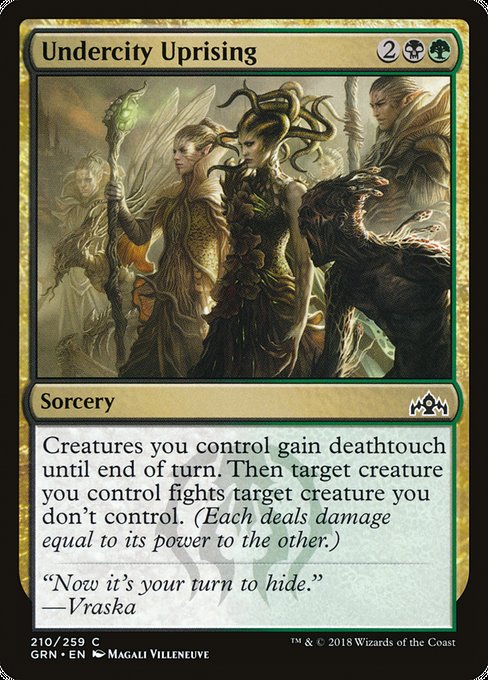 Undercity Uprising 2
Sorcery
Creatures you control gain deathtouch
until end of turn. Then target creature
you control fights target creature you
don't control. (Each deals damage
equal to its power to the other.)
“Now it's your turn to hide.”
—Vraska
210/259 C
™ & © 2018 Wizards of the Coast
GRN • EN Magali Villeneuve